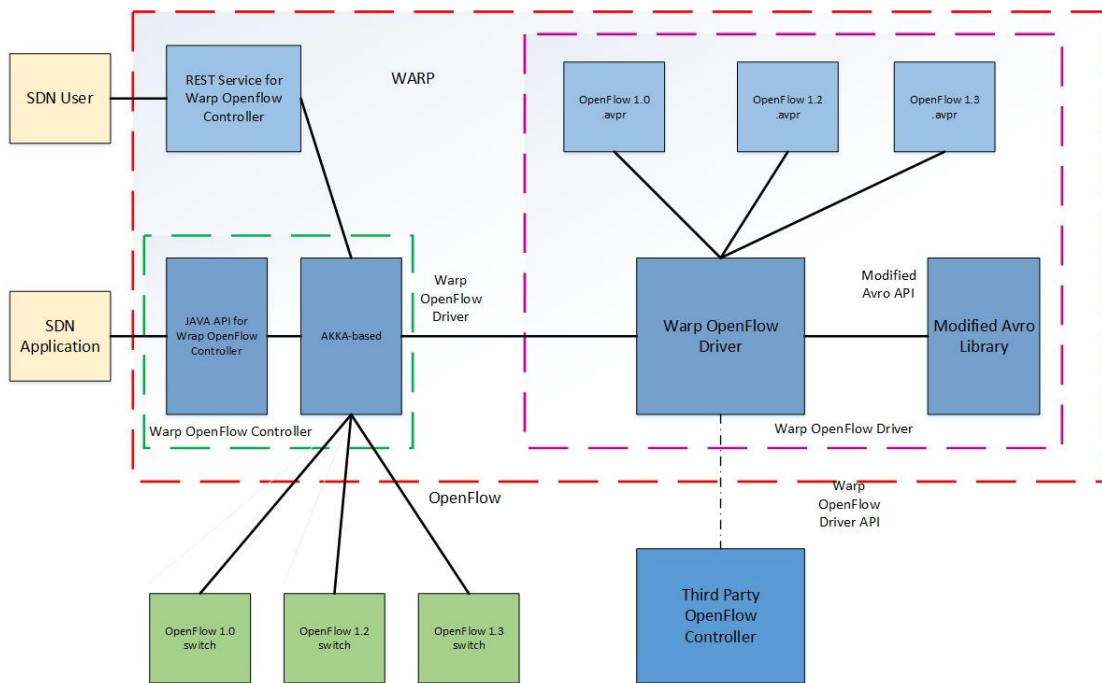 SDN User
REST Service for
Warp Openflow
Controller
WARP
OpenFlow 1.0
.avpr
OpenFlow 1.2
.avpr
OpenFlow 1.3
.avpr
SDN
Application
JAVA API for
Wrap OpenFlow
Controller
AKKA-based
Warp
OpenFlow
Driver
Warp OpenFlow
Driver
Modified
Avro API
Modified Avro
Library
Warp OpenFlow Controller
Warp OpenFlow Driver
OpenFlow
Warp
OpenFlow
Driver API
OpenFlow 1.0
switch
OpenFlow 1.2
switch
OpenFlow 1.3
switch
Third Party
OpenFlow
Controller